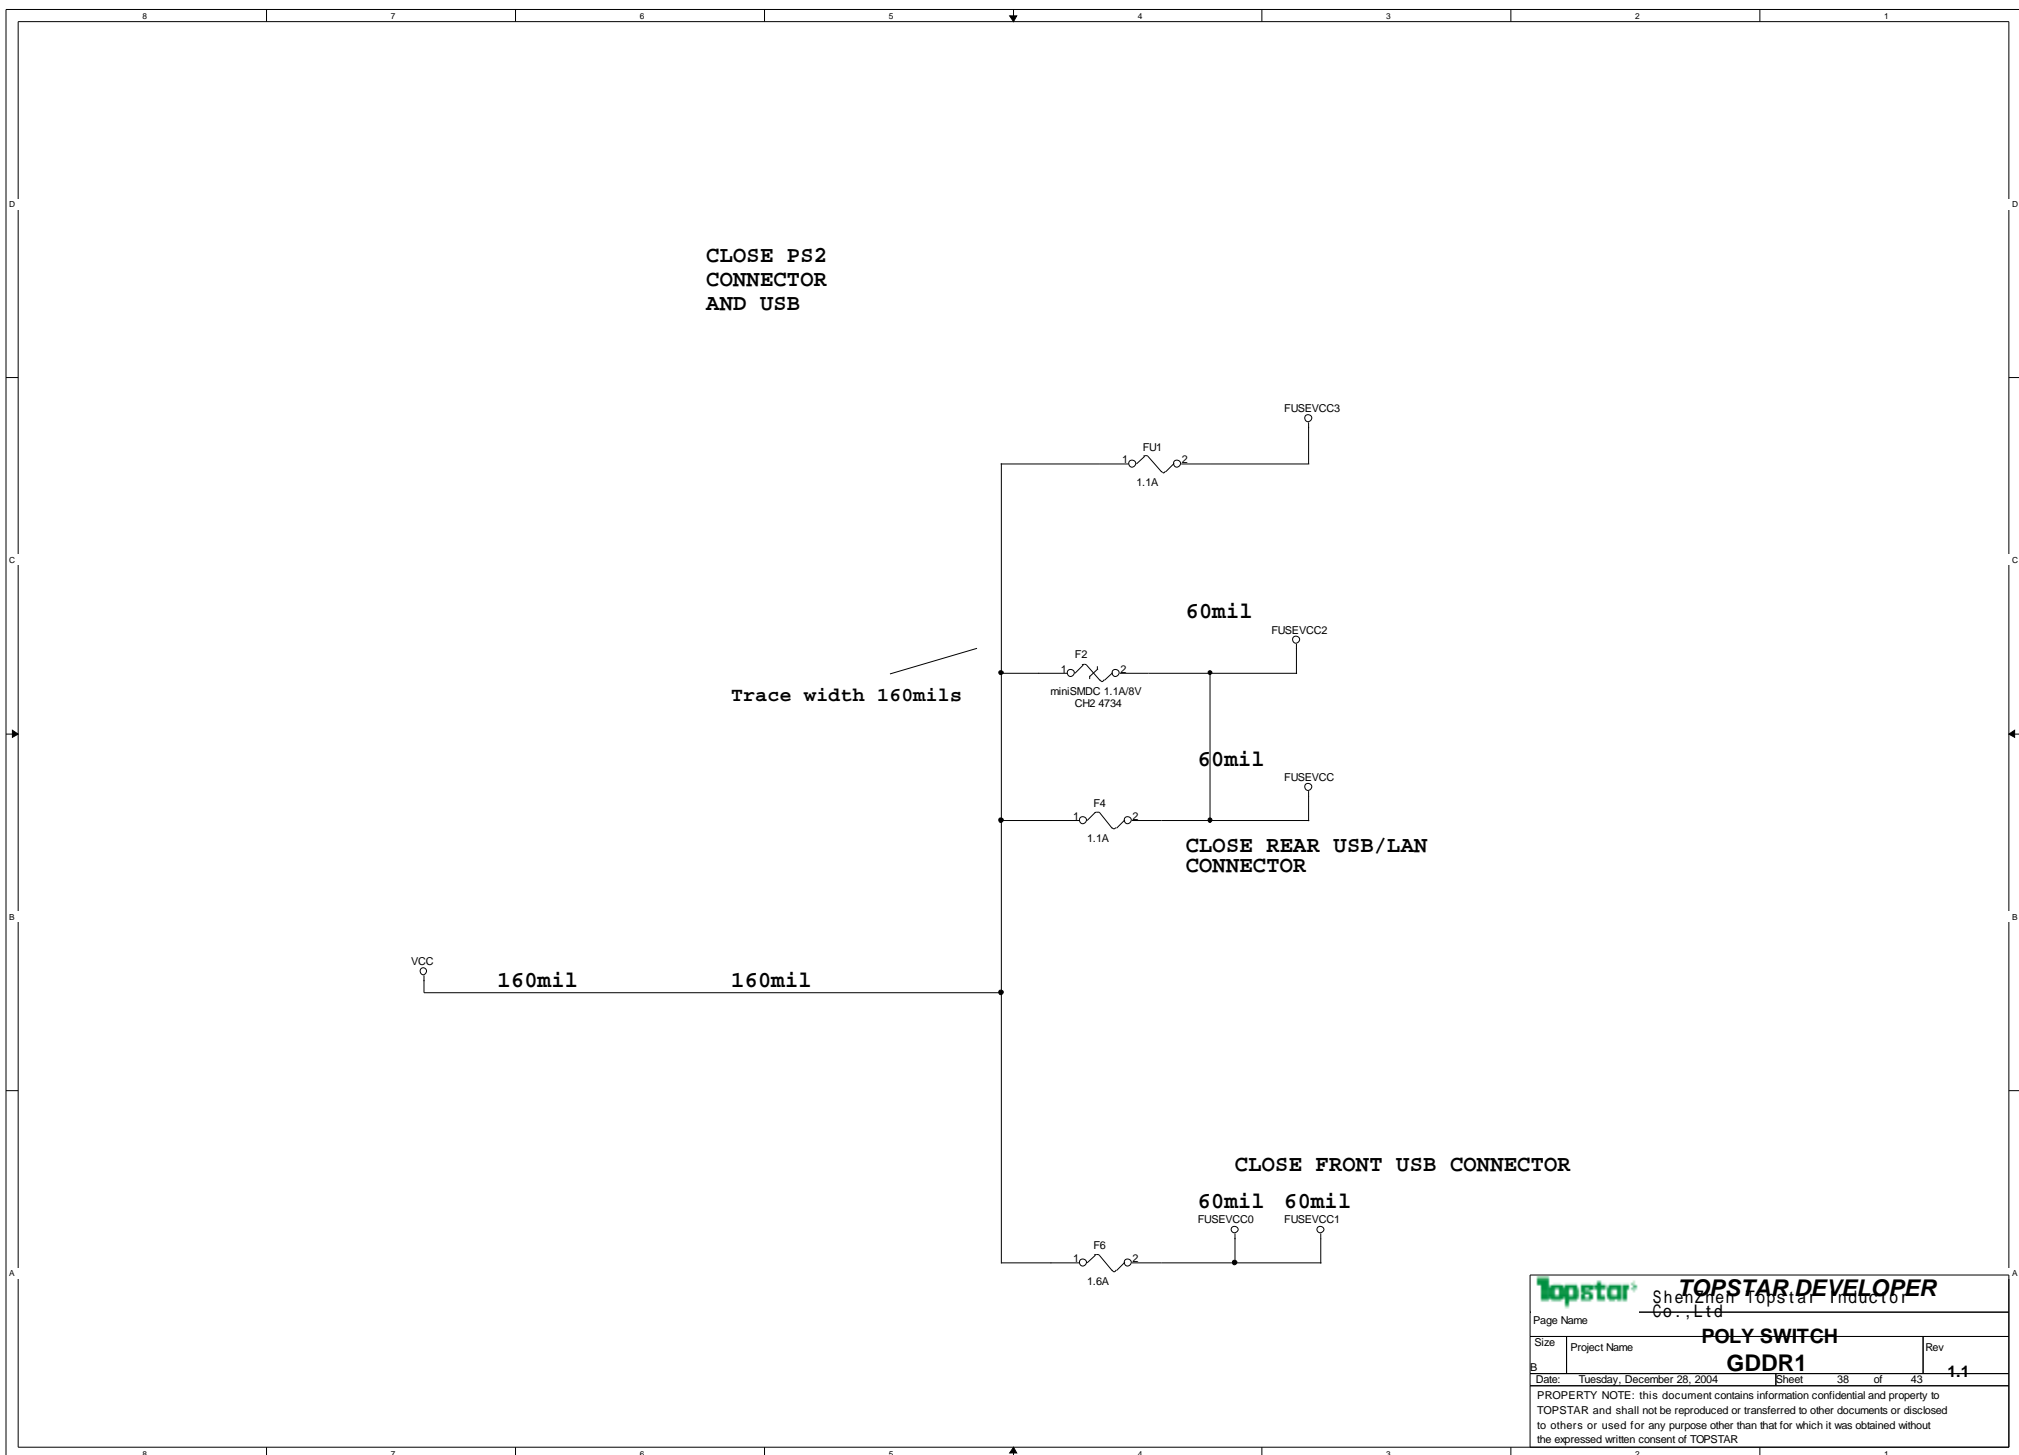 8 7 6 5 4 3 2 1
D D
CLOSE PS2
CONNECTOR
AND USB
FUSEVCC3
FU1
1 2
1.1A
C C
60mil
FUSEVCC2
F2
1 2
miniSMDC 1.1A/8V
CH2 4734
Trace width 160mils
60mil
FUSEVCC
F4
1 2
1.1A
CLOSE REAR USB/LAN
CONNECTOR
B B
VCC
160mil 160mil
CLOSE FRONT USB CONNECTOR
60mil 60mil
FUSEVCC0 FUSEVCC1
F6
1 2
1.6A
A A
Topstar TOPSTAR DEVELOPER
ShenZhen Topstar Inductor
Co.,Ltd
Page Name
POLY SWITCH
Size Project Name Rev
B GDDR1 1.1
Date: Tuesday, December 28, 2004 Sheet 38 of 43
PROPERTY NOTE: this document contains information confidential and property to
TOPSTAR and shall not be reproduced or transferred to other documents or disclosed
to others or used for any purpose other than that for which it was obtained without
the expressed written consent of TOPSTAR
8 7 6 5 4 3 2 1